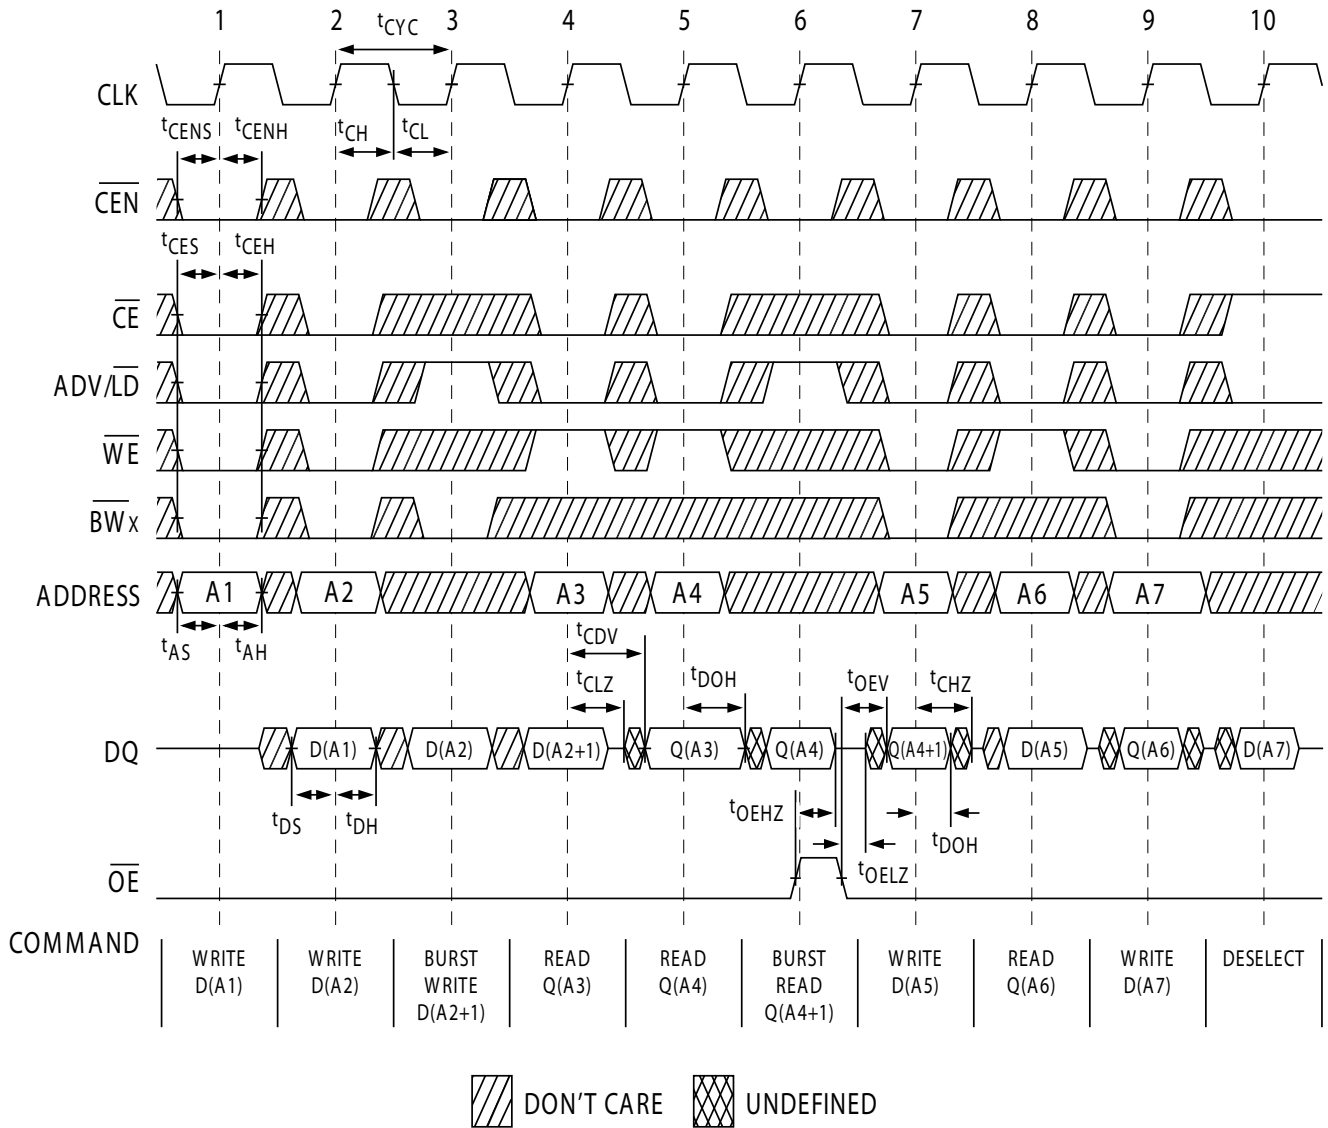 1 2 3 4 5 6 7 8 9 10
tCYC
CLK
tCENS tCENH tCH tCL
CEN
tCES tCEH
CE
ADV/LD
WE
BWx
ADDRESS A1 A2 A3 A4 A5 A6 A7
tAS tAH tCDV
tCLZ tDOH tOEV tCHZ
DQ D(A1) D(A2) D(A2+1) Q(A3) Q(A4) Q(A4+1) D(A5) Q(A6) D(A7)
tDS tDH tOEHZ tDOH
tOELZ
OE
COMMAND
WRITE WRITE BURST READ READ BURST WRITE READ WRITE DESELECT
D(A1) D(A2) WRITE Q(A3) Q(A4) READ D(A5) Q(A6) D(A7)
D(A2+1) Q(A4+1)
DON'T CARE UNDEFINED